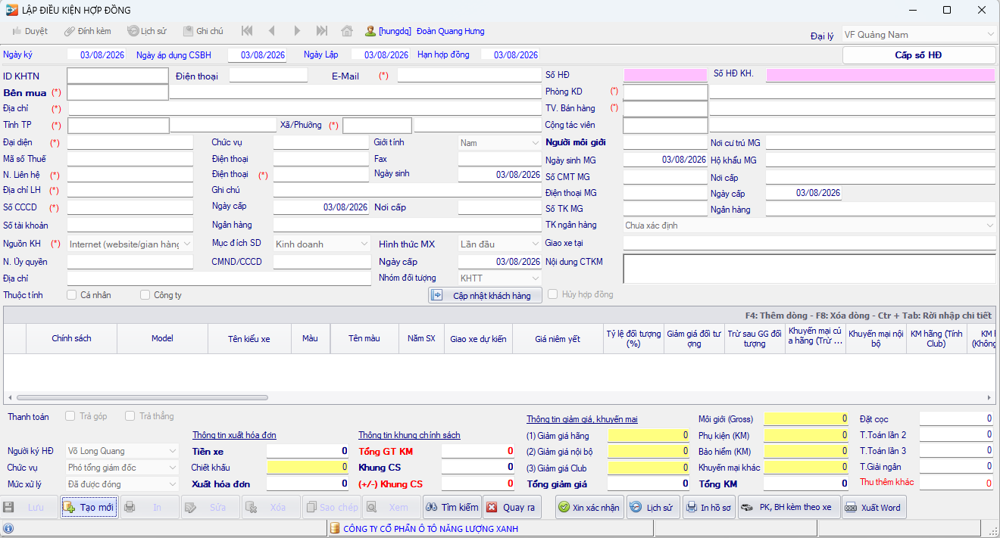 LẬP ĐIỀU KIỆN HỢP ĐỒNG
Duyệt Đính kèm Lịch sử Ghi chú [hungdq] Đoàn Quang Hưng Đại lý VF Quảng Nam
Ngày ký 03/08/2026 Ngày áp dụng CSBH 03/08/2026 Ngày Lập 03/08/2026 Hạn hợp đồng 03/08/2026 Cấp số HĐ
ID KHTN Điện thoại E-Mail (*) Số HĐ Số HĐ KH.
Bên mua (*) Phòng KD (*)
Địa chỉ (*) TV. Bán hàng (*)
Tỉnh TP (*) Xã/Phường (*) Cộng tác viên
Đại diện (*) Chức vụ Giới tính Nam Người môi giới Nơi cư trú MG
Mã số Thuế Điện thoại Fax Ngày sinh MG 03/08/2026 Hộ khẩu MG
N. Liên hệ (*) Điện thoại (*) Ngày sinh 03/08/2026 Số CMT MG Nơi cấp
Địa chỉ LH (*) Ghi chú Điện thoại MG Ngày cấp 03/08/2026
Số CCCD (*) Ngày cấp 03/08/2026 Nơi cấp Số TK MG Ngân hàng
Số tài khoản Ngân hàng TK ngân hàng Chưa xác định
Nguồn KH (*) Internet (website/gian hàng Mục đích SD Kinh doanh Hình thức MX Lần đầu Giao xe tại
N. Ủy quyền CMND/CCCD Ngày cấp 03/08/2026 Nội dung CTKM
Địa chỉ Nhóm đối tượng KHTT
Thuộc tính Cá nhân Công ty Cập nhật khách hàng Hủy hợp đồng
F4: Thêm dòng - F8: Xóa dòng - Ctr + Tab: Rời nhập chi tiết
Chính sách Model Tên kiểu xe Màu Tên màu Năm SX Giao xe dự kiến Giá niêm yết Tỷ lệ đối tượng (%) Giảm giá đối tượng Trừ sau GG đối tượng Khuyến mại của hãng (Trừ ... Khuyến mại nội bộ KM hãng (Tính Club) KM h (Không
Thanh toán Trả góp Trả thẳng
Thông tin giảm giá, khuyến mai Môi giới (Gross) 0 Đặt cọc 0
Thông tin xuất hóa đơn Thông tin khung chính sách (1) Giảm giá hãng 0 Phụ kiện (KM) 0 T.Toán lần 2 0
Người ký HĐ Võ Long Quang Tiền xe 0 Tổng GT KM 0 (2) Giảm giá nội bộ 0 Bảo hiểm (KM) 0 T.Toán lần 3 0
Chức vụ Phó tổng giám đốc Chiết khấu 0 Khung CS 0 (3) Giảm giá Club 0 Khuyến mại khác 0 T.Giải ngân 0
Mức xử lý Đã được đóng Xuất hóa đơn 0 (+/-) Khung CS 0 Tổng giảm giá 0 Tổng KM 0 Thu thêm khác 0
Lưu Tạo mới In Sửa Xóa Sao chép Xem Tìm kiếm Quay ra Xin xác nhận Lịch sử In hồ sơ PK, BH kèm theo xe Xuất Word
CÔNG TY CỔ PHẦN Ô TÔ NĂNG LƯỢNG XANH